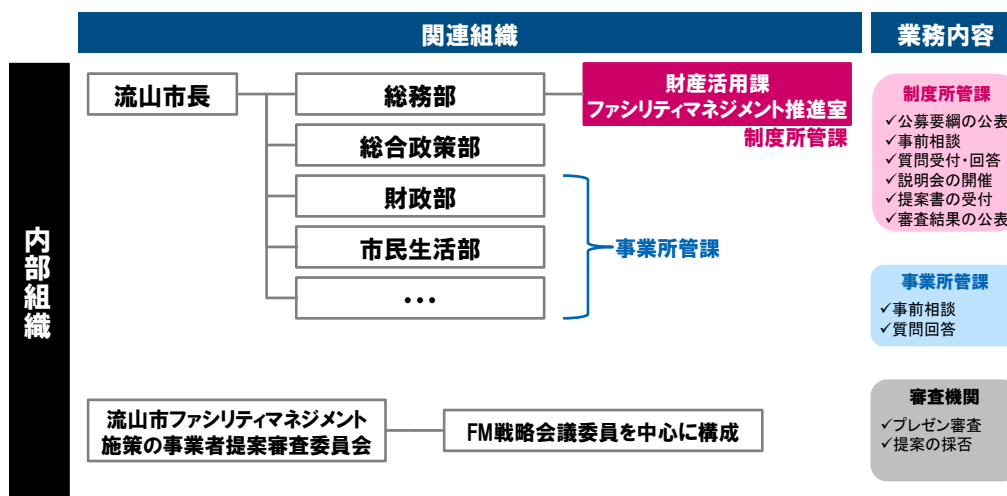 関連組織
業務内容
内部組織
流山市長
総務部
財産活用課
ファシリティマネジメント推進室
制度所管課
総合政策部
財政部
市民生活部
・・・
事業所管課
流山市ファシリティマネジメント
施策の事業者提案審査委員会
FM戦略会議委員を中心に構成
制度所管課
✓公募要綱の公表
✓事前相談
✓質問受付・回答
✓説明会の開催
✓提案書の受付
✓審査結果の公表
事業所管課
✓事前相談
✓質問回答
審査機関
✓プレゼン審査
✓提案の採否